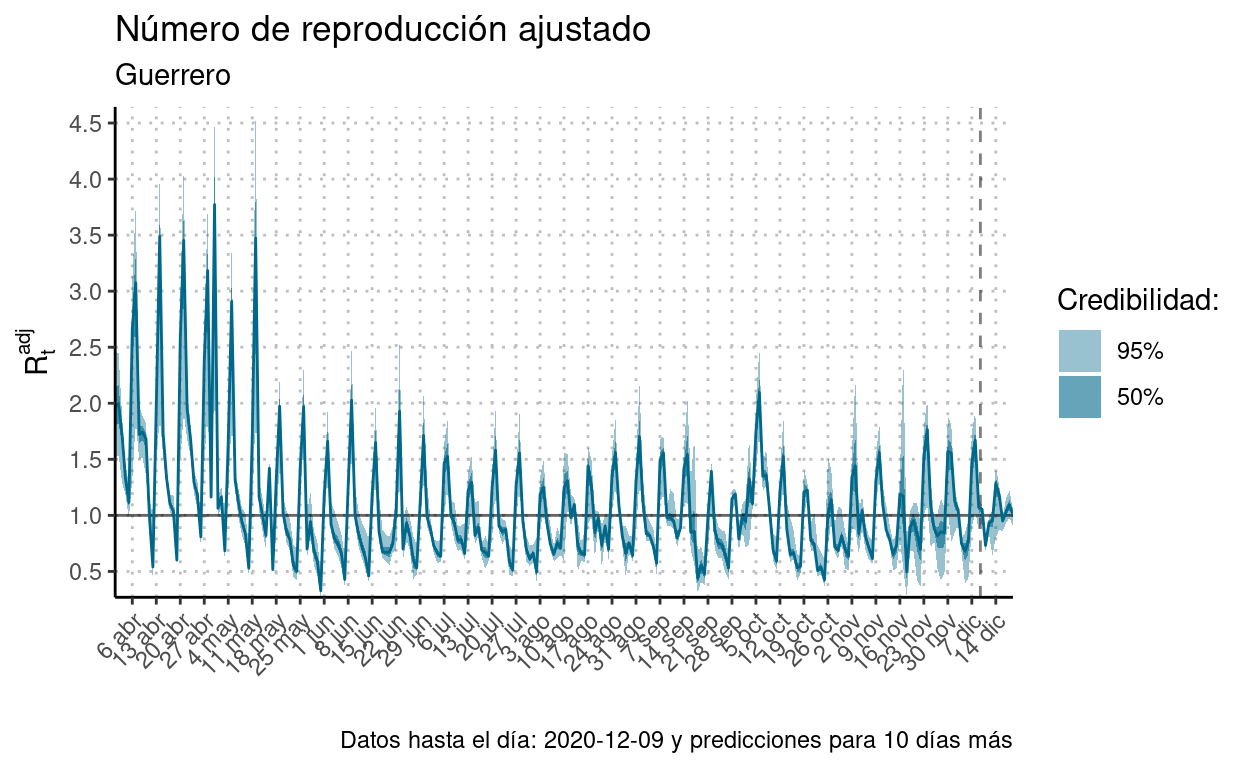 Número de reproducción ajustado
Guerrero
4.5
4.0
3.5
3.0
2.5
2.0
1.5
1.0
0.5
R_t^adj
6 abr
13 abr
20 abr
27 abr
4 may
11 may
18 may
25 may
1 jun
8 jun
15 jun
22 jun
29 jun
6 jul
13 jul
20 jul
27 jul
3 ago
10 ago
17 ago
24 ago
31 ago
7 sep
14 sep
21 sep
28 sep
5 oct
12 oct
19 oct
26 oct
2 nov
9 nov
16 nov
23 nov
30 nov
7 dic
14 dic
Credibilidad:
95%
50%
Datos hasta el día: 2020-12-09 y predicciones para 10 días más